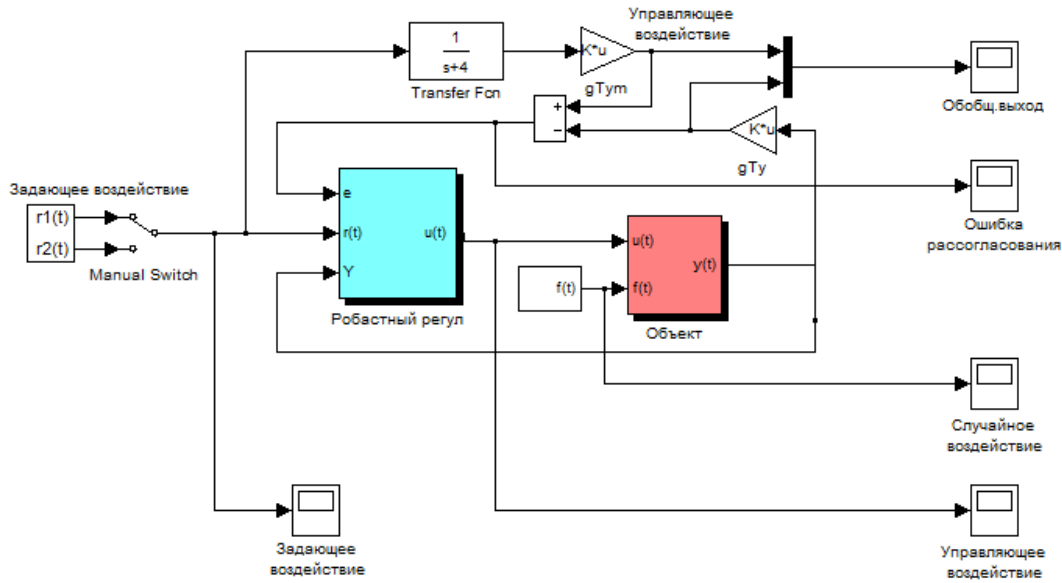 Управляющее
воздействие
1
s+4
Transfer Fcn
K*u
gTym
Обобщ.выход
+
−
K*u
gTy
Задающее воздействие
r1(t)
r2(t)
Manual Switch
e
r(t)
Y
u(t)
Робастный регул
f(t)
u(t)
f(t)
y(t)
Объект
Ошибка
рассогласования
Случайное
воздействие
Задающее
воздействие
Управляющее
воздействие